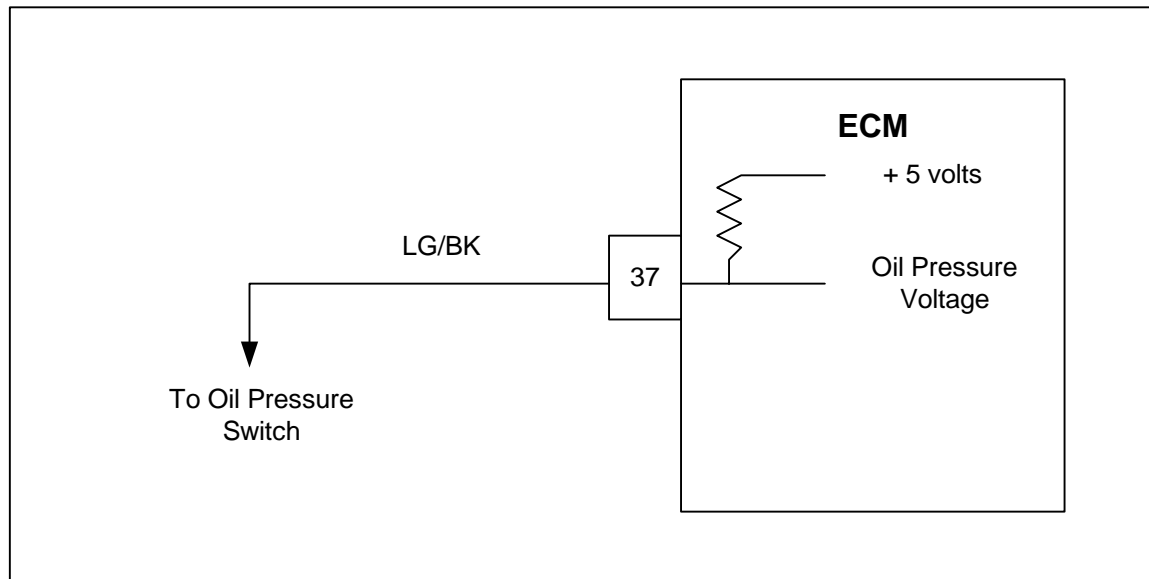 ECM
+ 5 volts
LG/BK
37
Oil Pressure
Voltage
To Oil Pressure
Switch